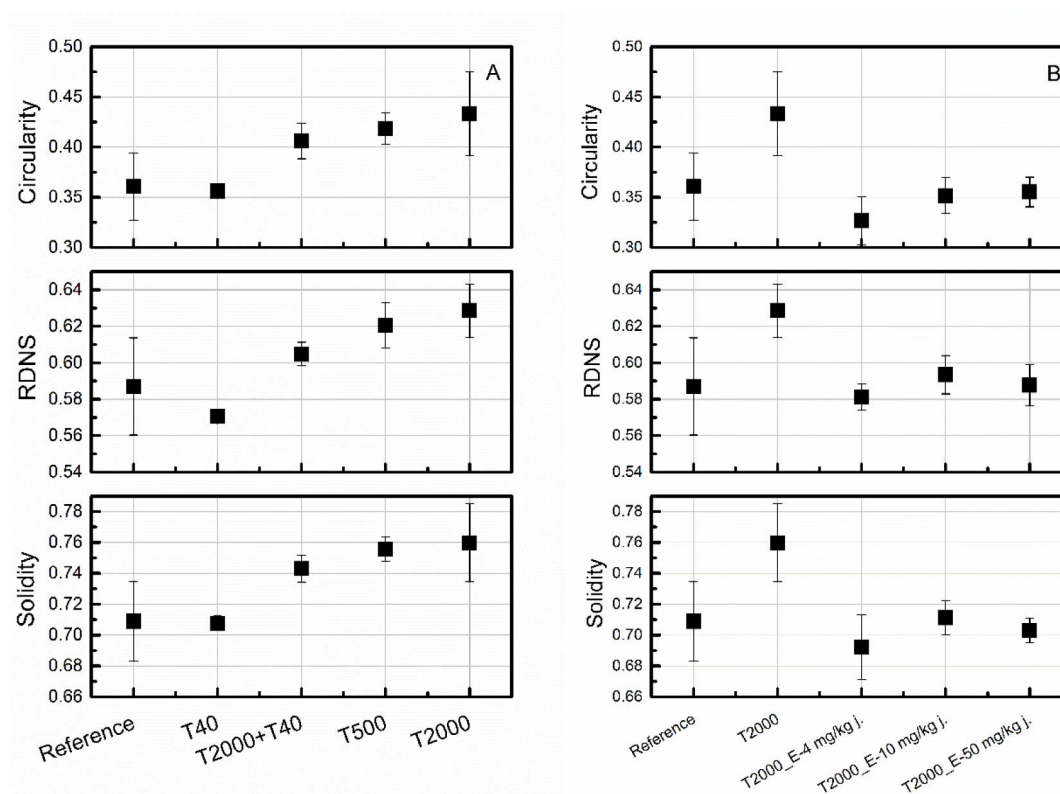 A
Circularity
0.50
0.45
0.40
0.35
0.30
RDNS
0.64
0.62
0.60
0.58
0.56
0.54
Solidity
0.78
0.76
0.74
0.72
0.70
0.68
0.66
Reference
T40
T2000+T40
T500
T2000
B
Circularity
0.50
0.45
0.40
0.35
0.30
RDNS
0.64
0.62
0.60
0.58
0.56
0.54
Solidity
0.78
0.76
0.74
0.72
0.70
0.68
0.66
Reference
T2000
T2000_E-4 mg/kg j.
T2000_E-10 mg/kg j.
T2000_E-50 mg/kg j.